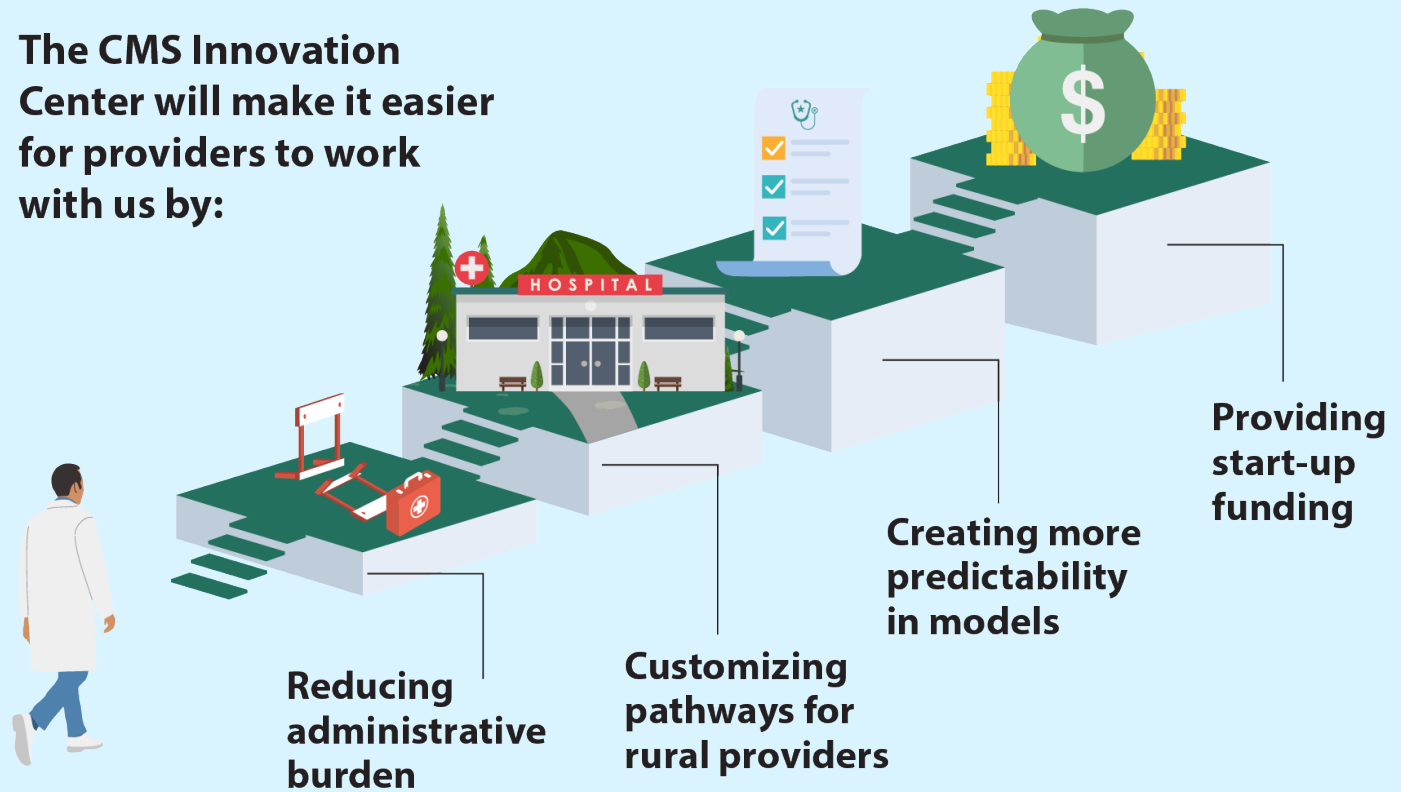 The CMS Innovation
Center will make it easier
for providers to work
with us by:
HOSPITAL
$
Reducing
administrative
burden
Customizing
pathways for
rural providers
Creating more
predictability
in models
Providing
start-up
funding